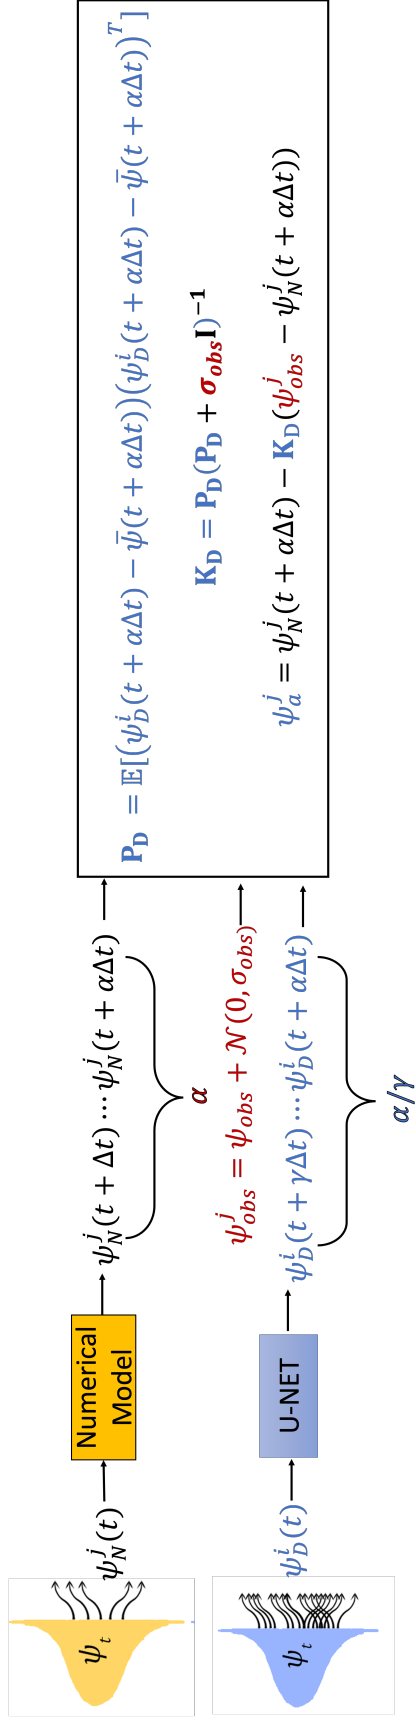 ψ_t
ψ_N^j(t)
Numerical
Model
ψ_N^j(t + Δt) ⋯ ψ_N^j(t + αΔt)
α
ψ_obs^j = ψ_obs + 𝒩(0, σ_obs)
ψ_t
ψ_D^i(t)
U-NET
ψ_D^i(t + γΔt) ⋯ ψ_D^i(t + αΔt)
α/γ
P_D = 𝔼[(ψ_D^i(t + αΔt) − ψ̄(t + αΔt))(ψ_D^i(t + αΔt) − ψ̄(t + αΔt))^T]
K_D = P_D(P_D + σ_obs I)^−1
ψ_a^j = ψ_N^j(t + αΔt) − K_D(ψ_obs^j − ψ_N^j(t + αΔt))